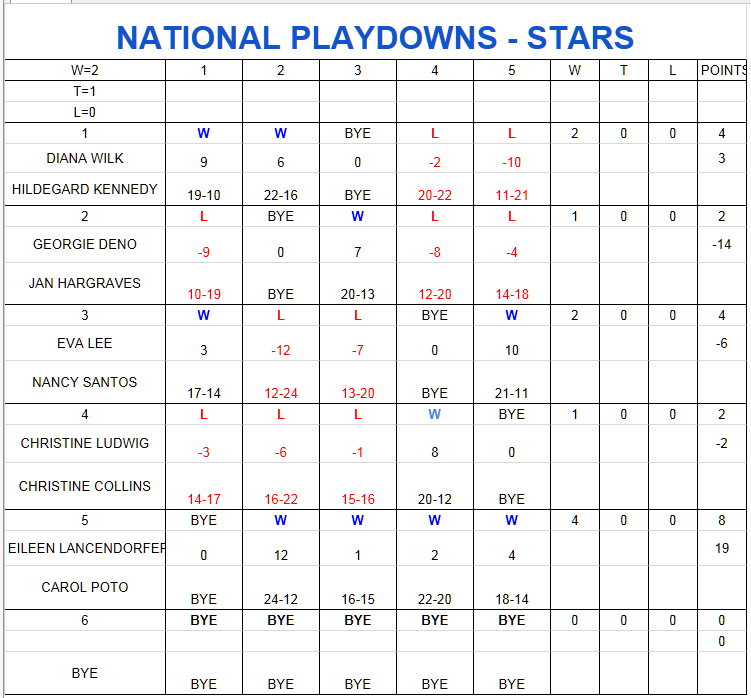 NATIONAL PLAYDOWNS - STARS
W=2 1 2 3 4 5 W T L POINTS
T=1
L=0
1 W W BYE L L 2 0 0 4
DIANA WILK 9 6 0 -2 -10 3
HILDEGARD KENNEDY 19-10 22-16 BYE 20-22 11-21
2 L BYE W L L 1 0 0 2
GEORGIE DENO -9 0 7 -8 -4 -14
JAN HARGRAVES 10-19 BYE 20-13 12-20 14-18
3 W L L BYE W 2 0 0 4
EVA LEE 3 -12 -7 0 10 -6
NANCY SANTOS 17-14 12-24 13-20 BYE 21-11
4 L L L W BYE 1 0 0 2
CHRISTINE LUDWIG -3 -6 -1 8 0 -2
CHRISTINE COLLINS 14-17 16-22 15-16 20-12 BYE
5 BYE W W W W 4 0 0 8
EILEEN LANCENDORFER 0 12 1 2 4 19
CAROL POTO BYE 24-12 16-15 22-20 18-14
6 BYE BYE BYE BYE BYE 0 0 0 0
0
BYE BYE BYE BYE BYE BYE